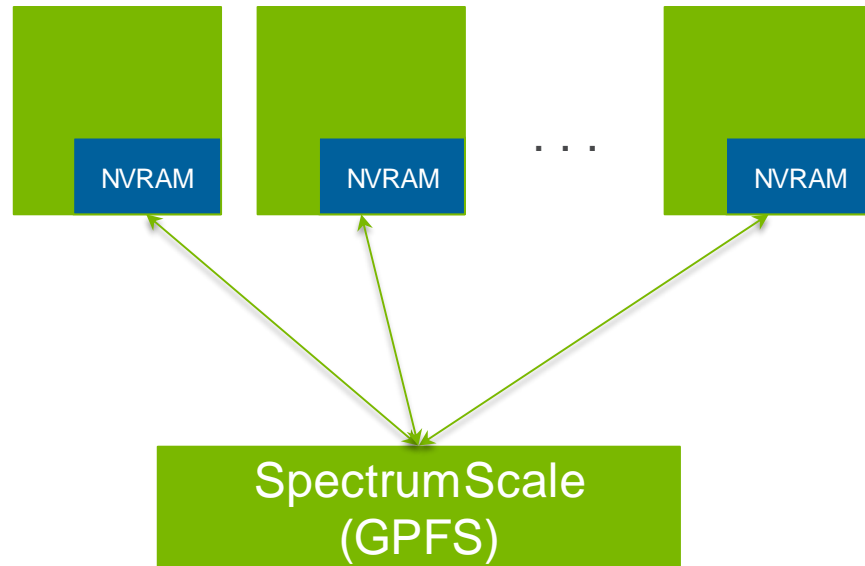 NVRAM
NVRAM
. . .
NVRAM
SpectrumScale
(GPFS)